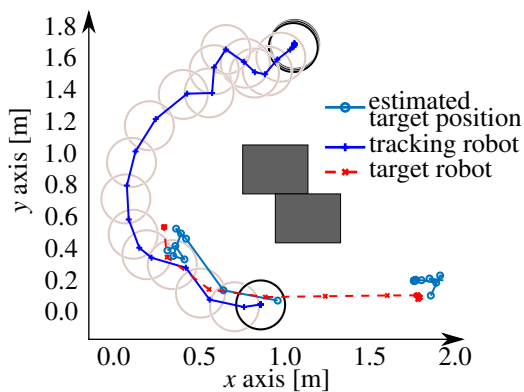 1.8
1.6
1.4
1.2
1.0
0.8
0.6
0.4
0.2
0.0
y axis [m]
estimated
target position
tracking robot
target robot
0.0 0.5 1.0 1.5 2.0
x axis [m]